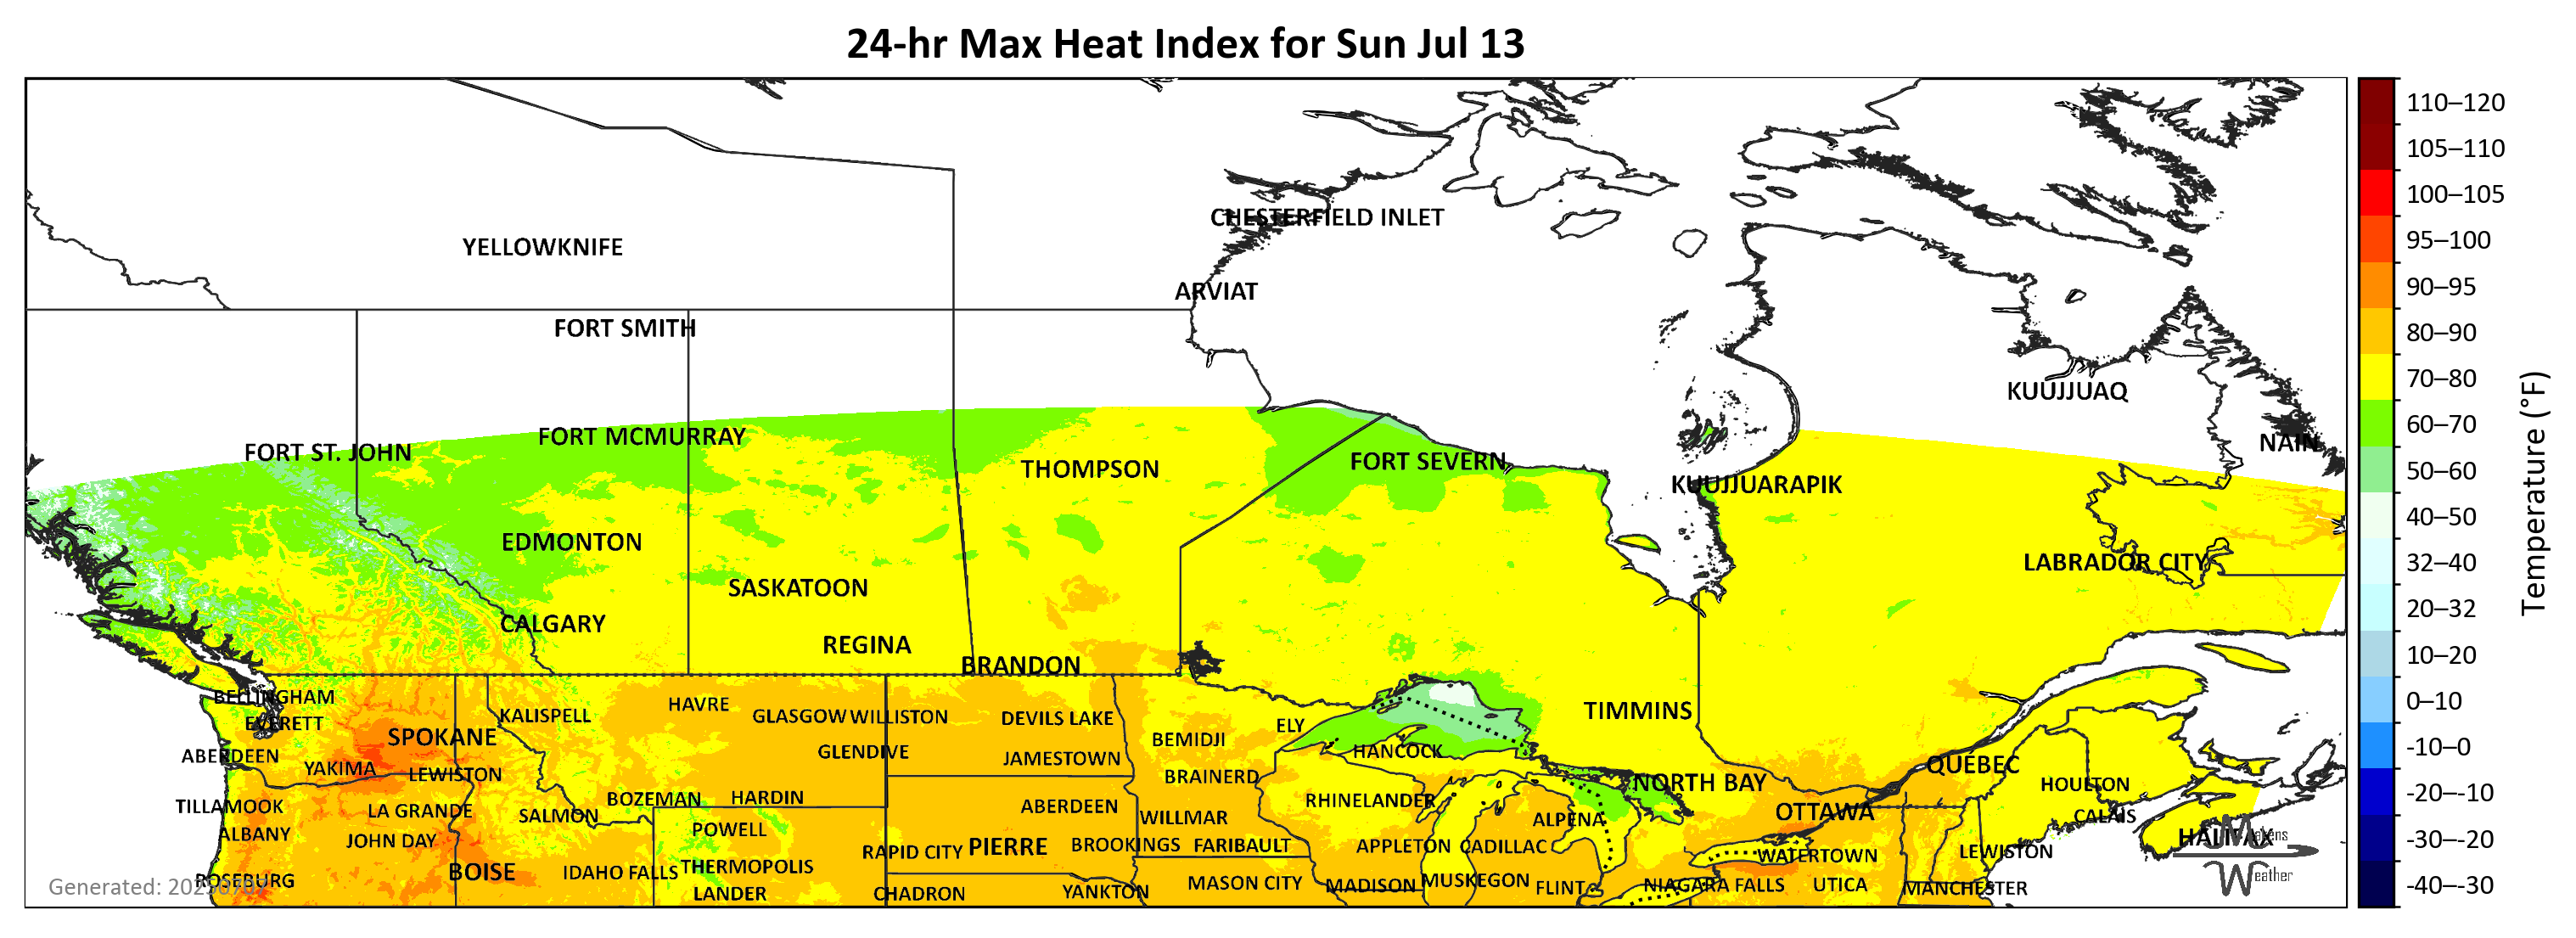 24-hr Max Heat Index for Sun Jul 13
110–120
105–110
CHESTERFIELD INLET
100–105
YELLOWKNIFE
95–100
ARVIAT
90–95
FORT SMITH
80–90
KUUJJUAQ
70–80
FORT MCMURRAY
60–70
FORT ST. JOHN
NAIN
THOMPSON
FORT SEVERN
50–60
KUUJJUARAPIK
Temperature (°F)
40–50
EDMONTON
LABRADOR CITY
32–40
SASKATOON
20–32
CALGARY
REGINA
BRANDON
10–20
BELLINGHAM
HAVRE
0–10
KALISPELL
GLASGOW
WILLISTON
DEVILS LAKE
TIMMINS
EVERETT
ELY
SPOKANE
BEMIDJI
-10–0
ABERDEEN
GLENDIVE
JAMESTOWN
HANCOCK
QUÉBEC
YAKIMA
LEWISTON
BRAINERD
NORTH BAY
HOULTON
-20–-10
BOZEMAN
HARDIN
RHINELANDER
TILLAMOOK
LA GRANDE
SALMON
ABERDEEN
WILLMAR
ALPENA
OTTAWA
CALAIS
ALBANY
JOHN DAY
POWELL
HALIFAX
Makens
-30–-20
RAPID CITY
PIERRE
BROOKINGS
FARIBAULT
APPLETON
CADILLAC
WATERTOWN
LEWISTON
BOISE
IDAHO FALLS
THERMOPOLIS
Weather
ROSEBURG
Generated: 20250707
LANDER
CHADRON
YANKTON
MASON CITY
MADISON
MUSKEGON
FLINT
NIAGARA FALLS
UTICA
MANCHESTER
-40–-30